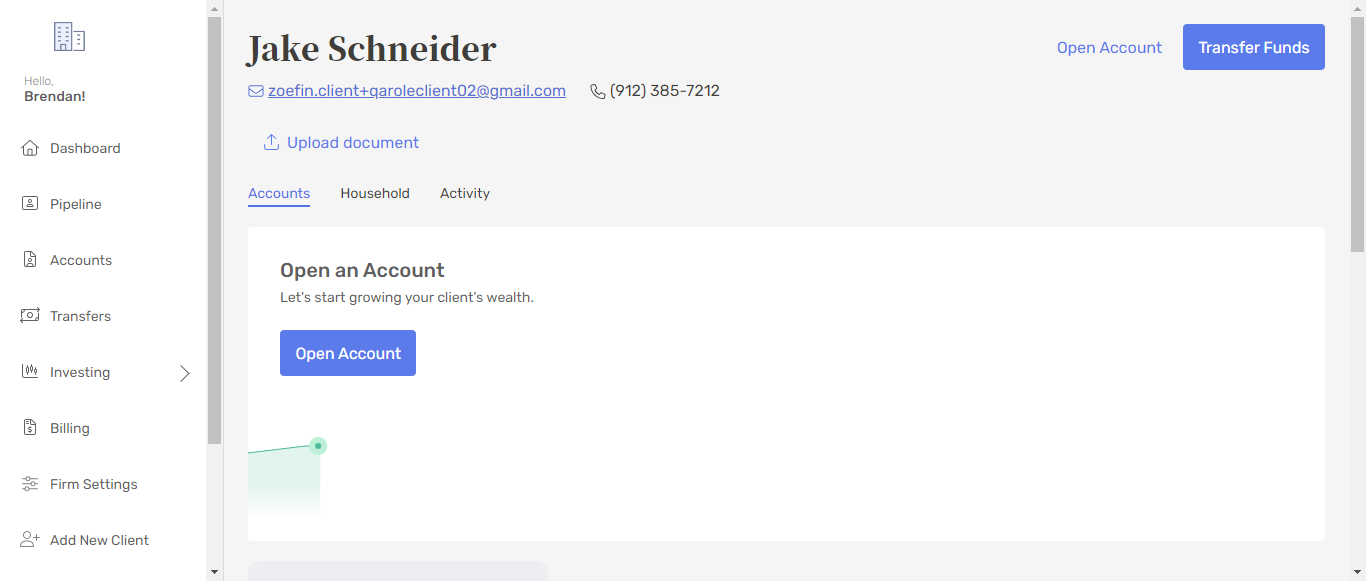 Hello,
Brendan!
Dashboard
Pipeline
Accounts
Transfers
Investing
Billing
Firm Settings
Add New Client
Jake Schneider
Open Account
Transfer Funds
zoefin.client+qaroleclient02@gmail.com
(912) 385-7212
Upload document
Accounts Household Activity
Open an Account
Let's start growing your client's wealth.
Open Account